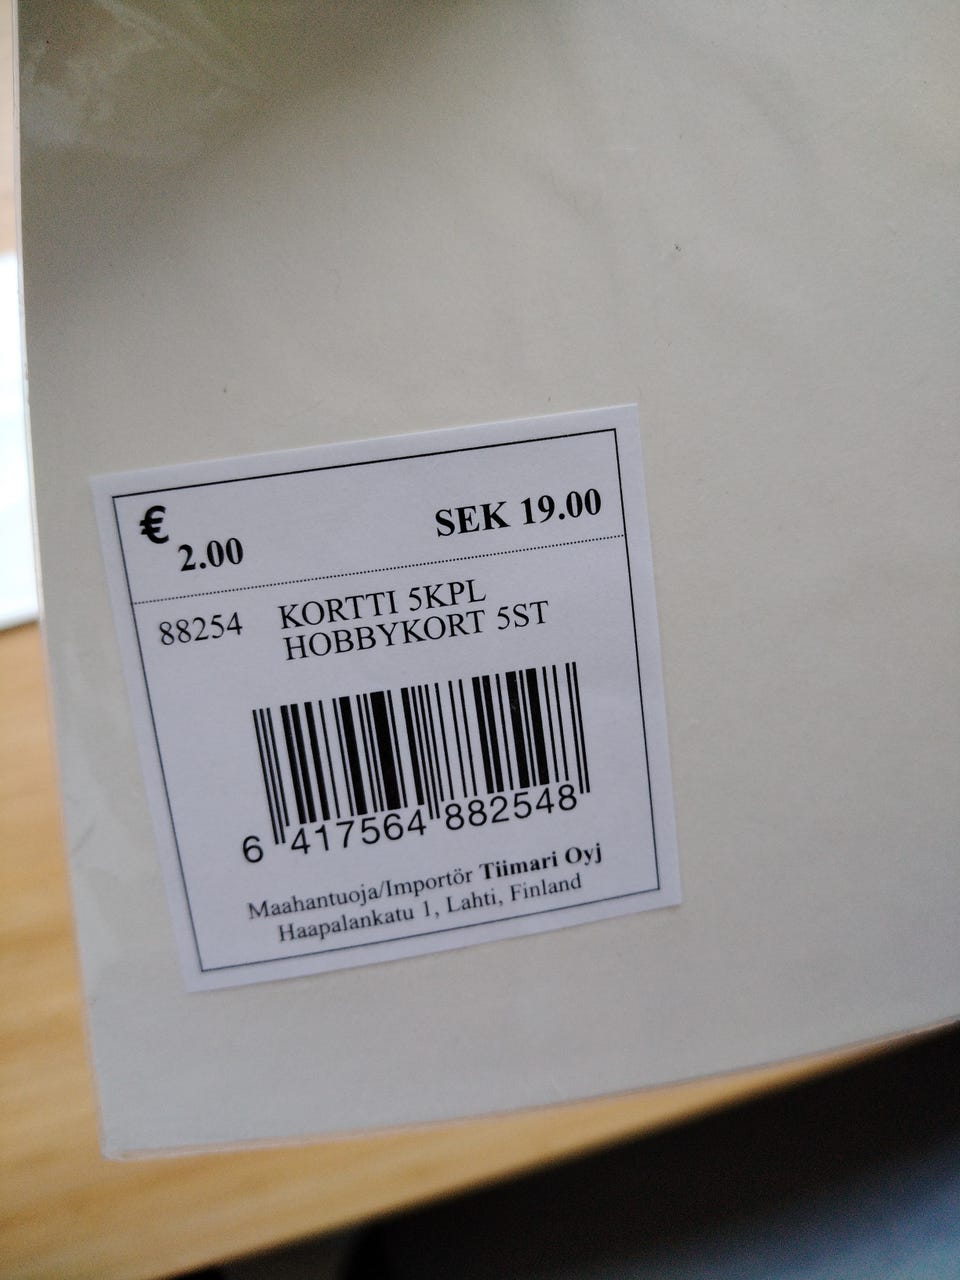 € 2.00 SEK 19.00
88254 KORTTI 5KPL
HOBBYKORT 5ST
6 417564 882548
Maahantuoja/Importör Tiimari Oyj
Haapalankatu 1, Lahti, Finland